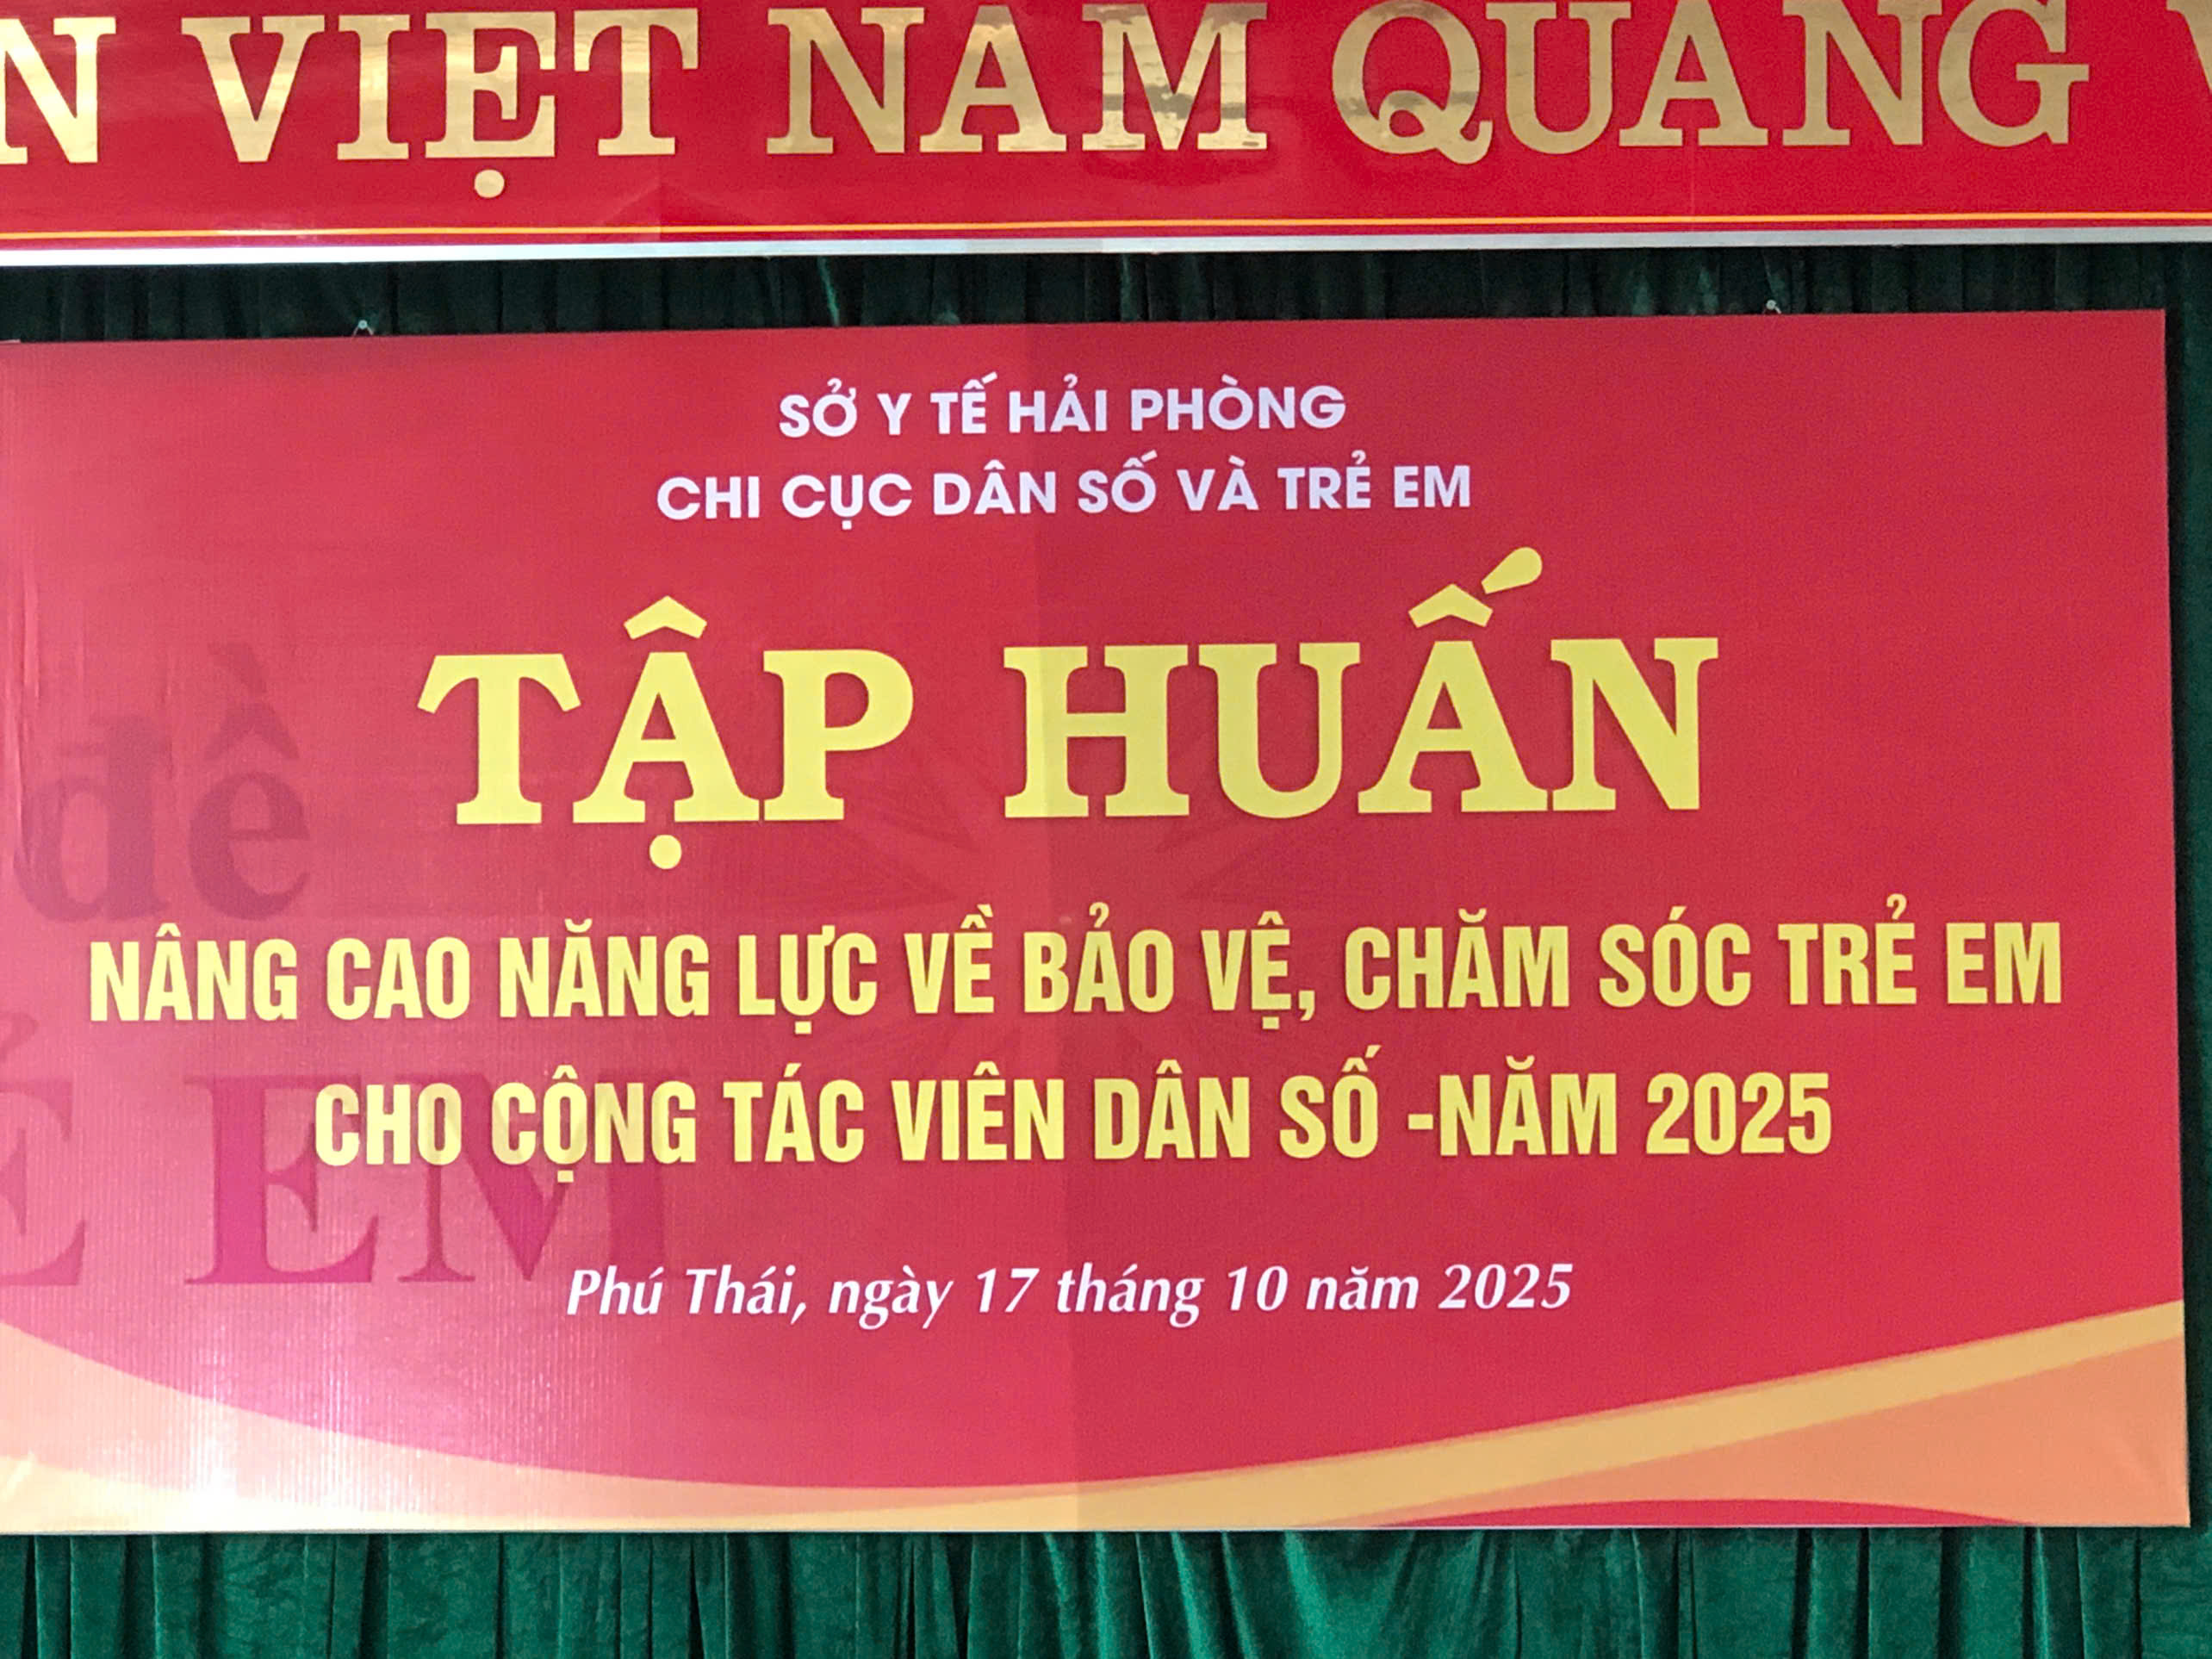 N VIỆT NAM QUANG V
SỞ Y TẾ HẢI PHÒNG
CHI CỤC DÂN SỐ VÀ TRẺ EM
TẬP HUẤN
đề
NÂNG CAO NĂNG LỰC VỀ BẢO VỆ, CHĂM SÓC TRẺ EM
CHO CỘNG TÁC VIÊN DÂN SỐ -NĂM 2025
EM
Phú Thái, ngày 17 tháng 10 năm 2025